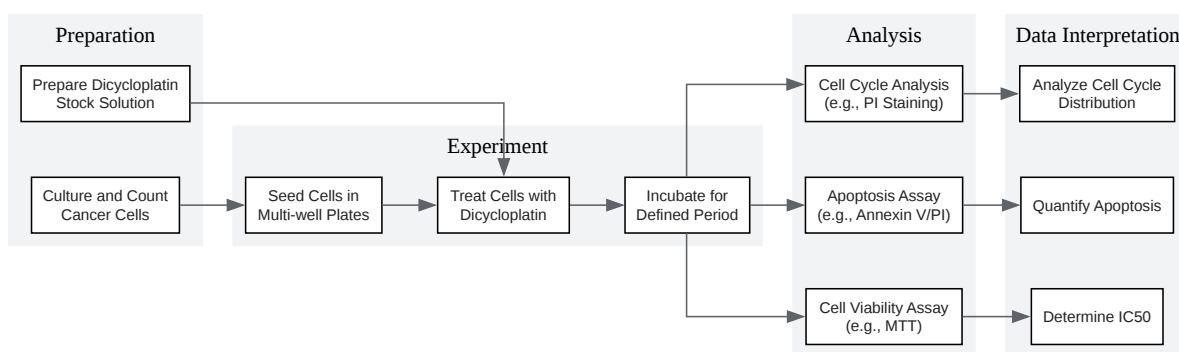 Preparation
Prepare Dicycloplatin
Stock Solution
Culture and Count
Cancer Cells
Experiment
Seed Cells in
Multi-well Plates
Treat Cells with
Dicycloplatin
Incubate for
Defined Period
Analysis
Cell Cycle Analysis
(e.g., PI Staining)
Apoptosis Assay
(e.g., Annexin V/PI)
Cell Viability Assay
(e.g., MTT)
Data Interpretation
Analyze Cell Cycle
Distribution
Quantify Apoptosis
Determine IC50